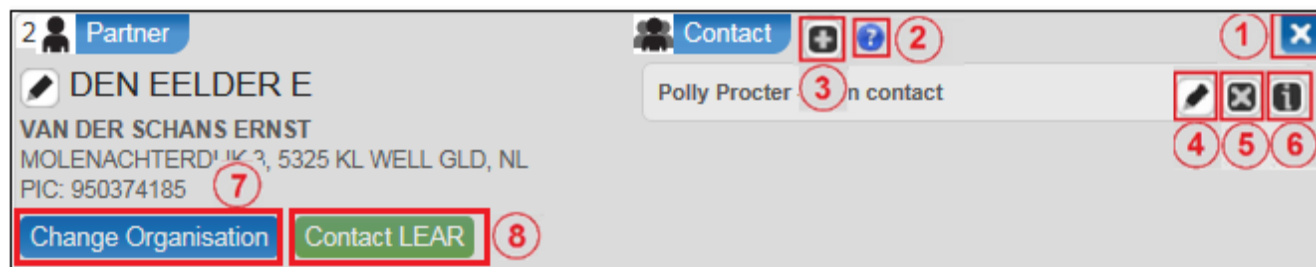 2 Partner
Contact
? 2
1
DEN EELDER E
Polly Procter 3 n contact
VAN DER SCHANS ERNST
4 5 6
MOLENACHTERDIJK 3, 5325 KL WELL GLD, NL
PIC: 950374185 7
Change Organisation
Contact LEAR 8